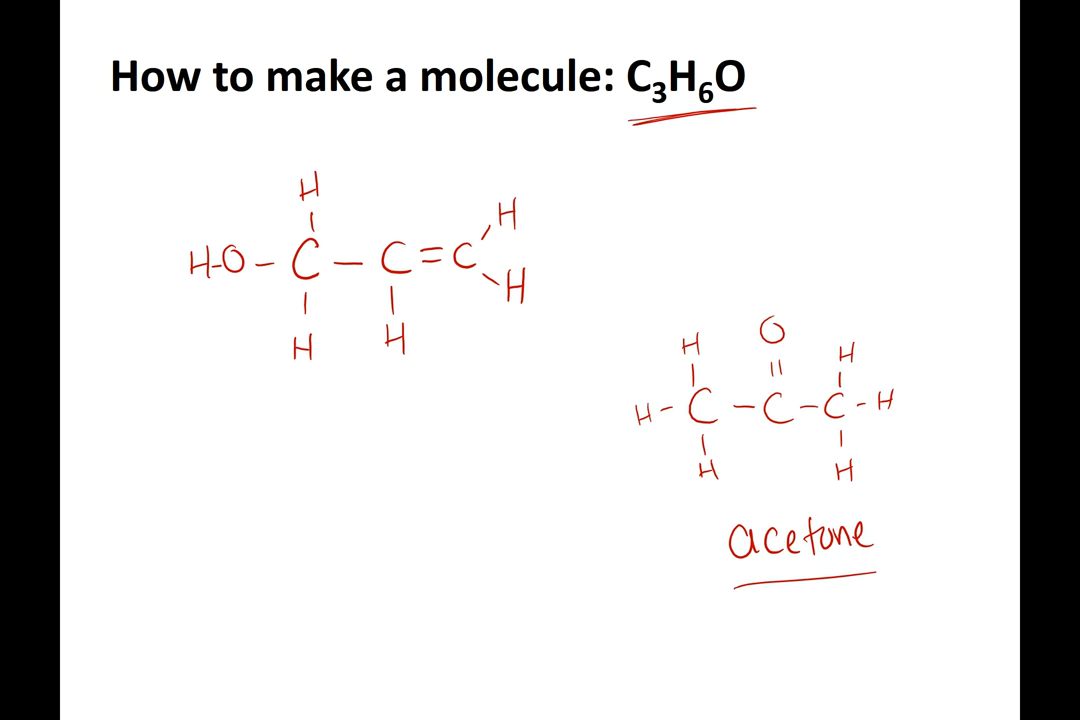 How to make a molecule: C₃H₆O
H
H-O - C - C = C H
H
H H
O
H H
H - C - C - C - H
H H
acetone